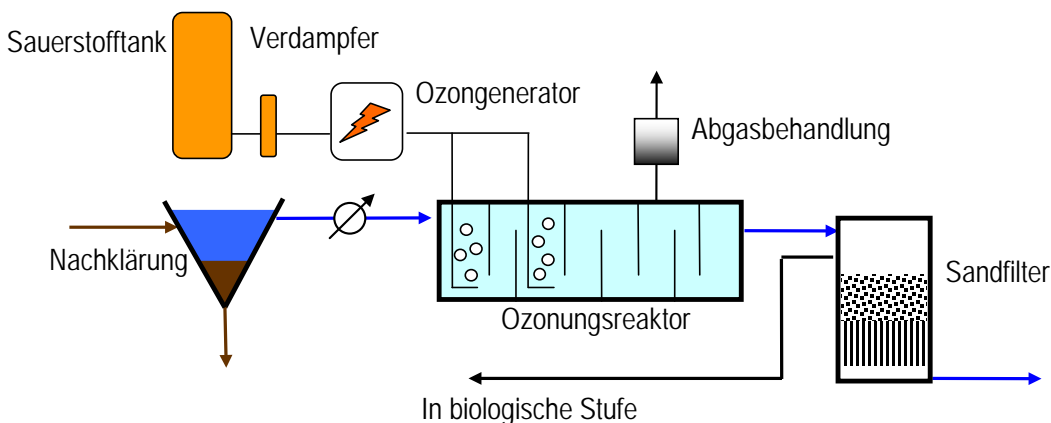 Sauerstofftank
Verdampfer
Ozongenerator
Abgasbehandlung
Nachklärung
Sandfilter
Ozonungsreaktor
In biologische Stufe